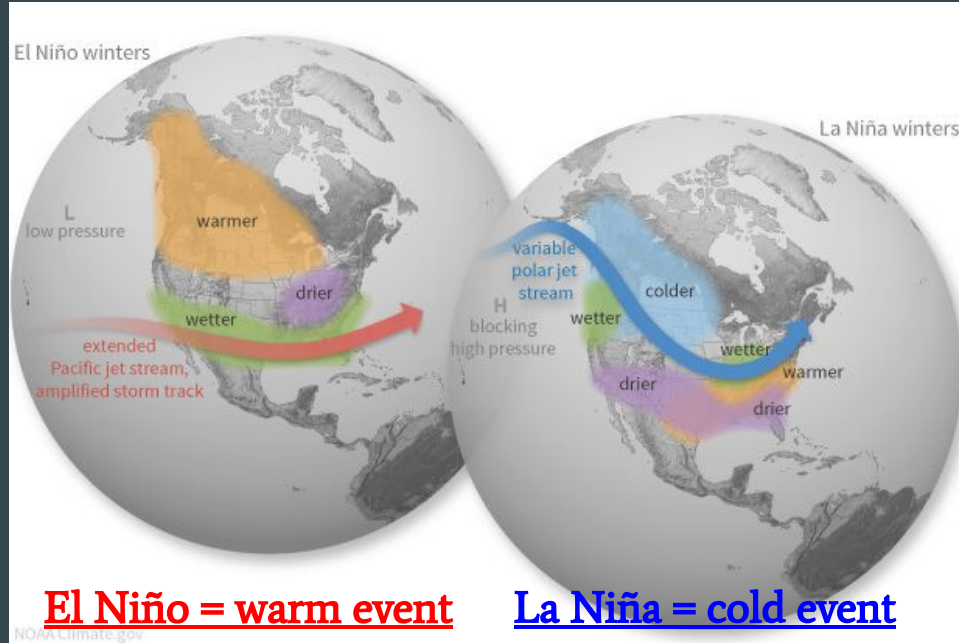 El Niño winters
L
low pressure
warmer
drier
wetter
extended
Pacific jet stream,
amplified storm track
La Niña winters
variable
polar jet
stream
colder
H
blocking
high pressure
wetter
wetter
warmer
drier
drier
El Niño = warm event
La Niña = cold event
NOAA Climate.gov